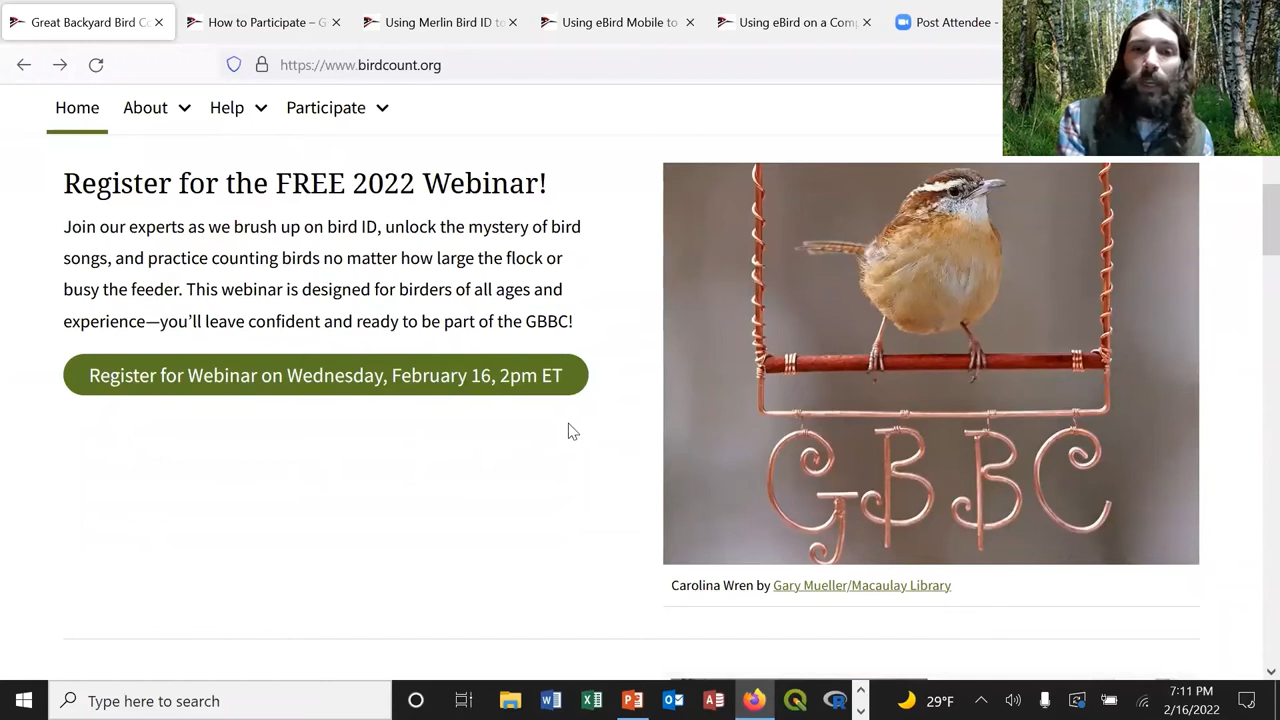 Great Backyard Bird Co
How to Participate – G
Using Merlin Bird ID to
Using eBird Mobile to
Using eBird on a Comp
Post Attendee -
https://www.birdcount.org
Home
About
Help
Participate
Register for the FREE 2022 Webinar!
Join our experts as we brush up on bird ID, unlock the mystery of bird
songs, and practice counting birds no matter how large the flock or
busy the feeder. This webinar is designed for birders of all ages and
experience—you'll leave confident and ready to be part of the GBBC!
Register for Webinar on Wednesday, February 16, 2pm ET
GBBC
Carolina Wren by Gary Mueller/Macaulay Library
Type here to search
29°F
7:11 PM
2/16/2022